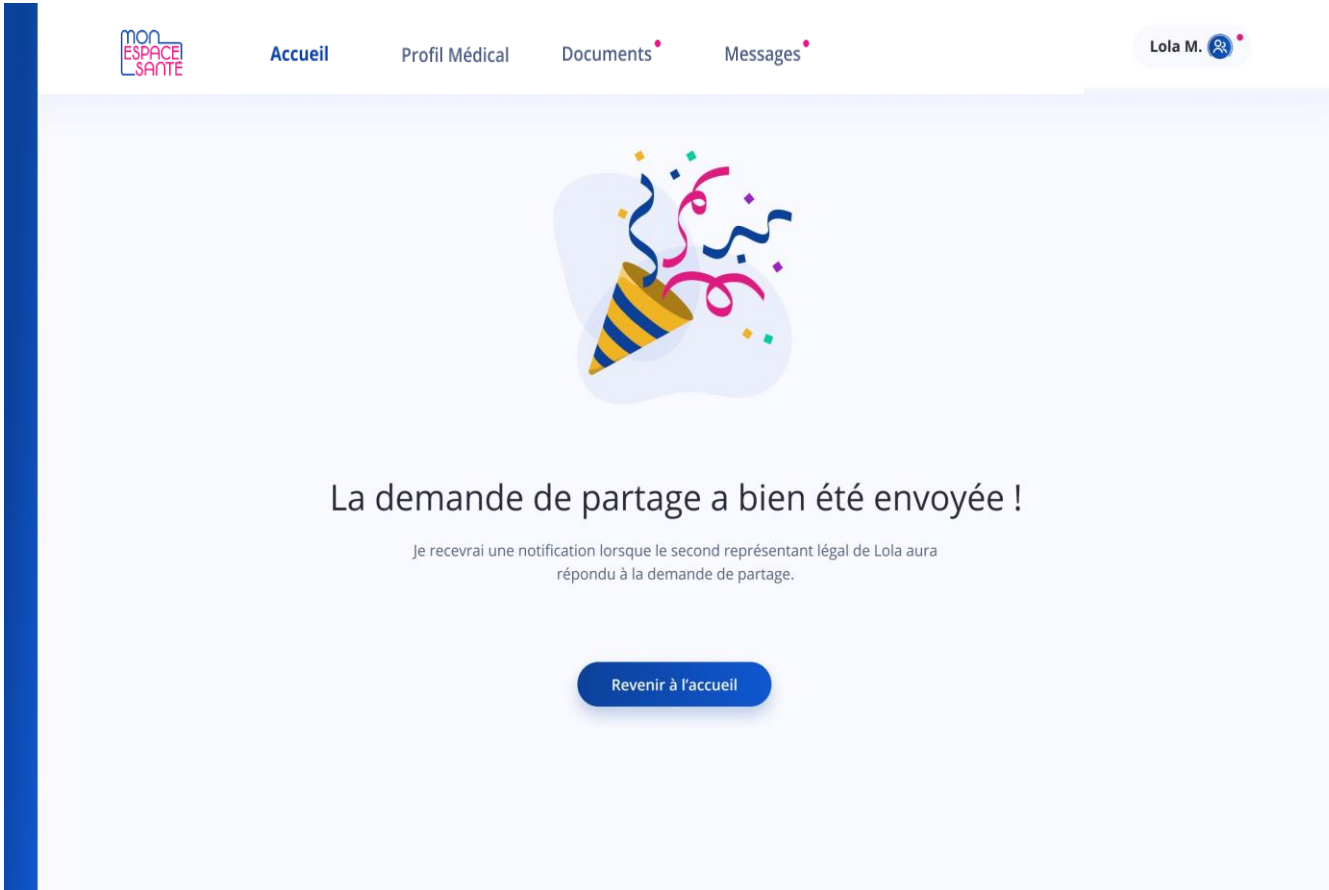 MON
ESPACE
SANTÉ
Accueil
Profil Médical
Documents
Messages
Lola M.
La demande de partage a bien été envoyée !
Je recevrai une notification lorsque le second représentant légal de Lola aura
répondu à la demande de partage.
Revenir à l’accueil